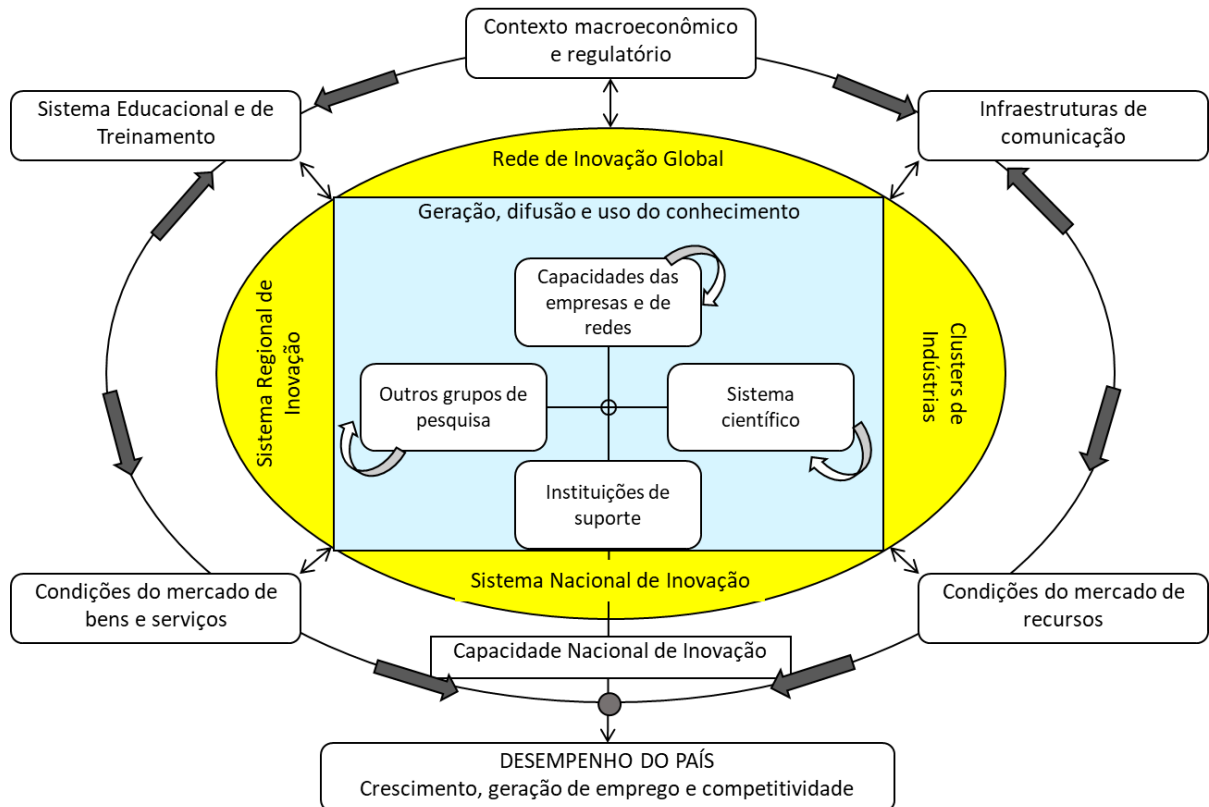 Contexto macroeconômico
e regulatório
Sistema Educacional e de
Treinamento
Infraestruturas de
comunicação
Rede de Inovação Global
Geração, difusão e uso do conhecimento
Capacidades das
empresas e de
redes
Sistema Regional de
Inovação
Outros grupos de
pesquisa
Sistema
científico
Clusters de
Indústrias
Instituições de
suporte
Sistema Nacional de Inovação
Condições do mercado de
bens e serviços
Condições do mercado de
recursos
Capacidade Nacional de Inovação
DESEMPENHO DO PAÍS
Crescimento, geração de emprego e competitividade